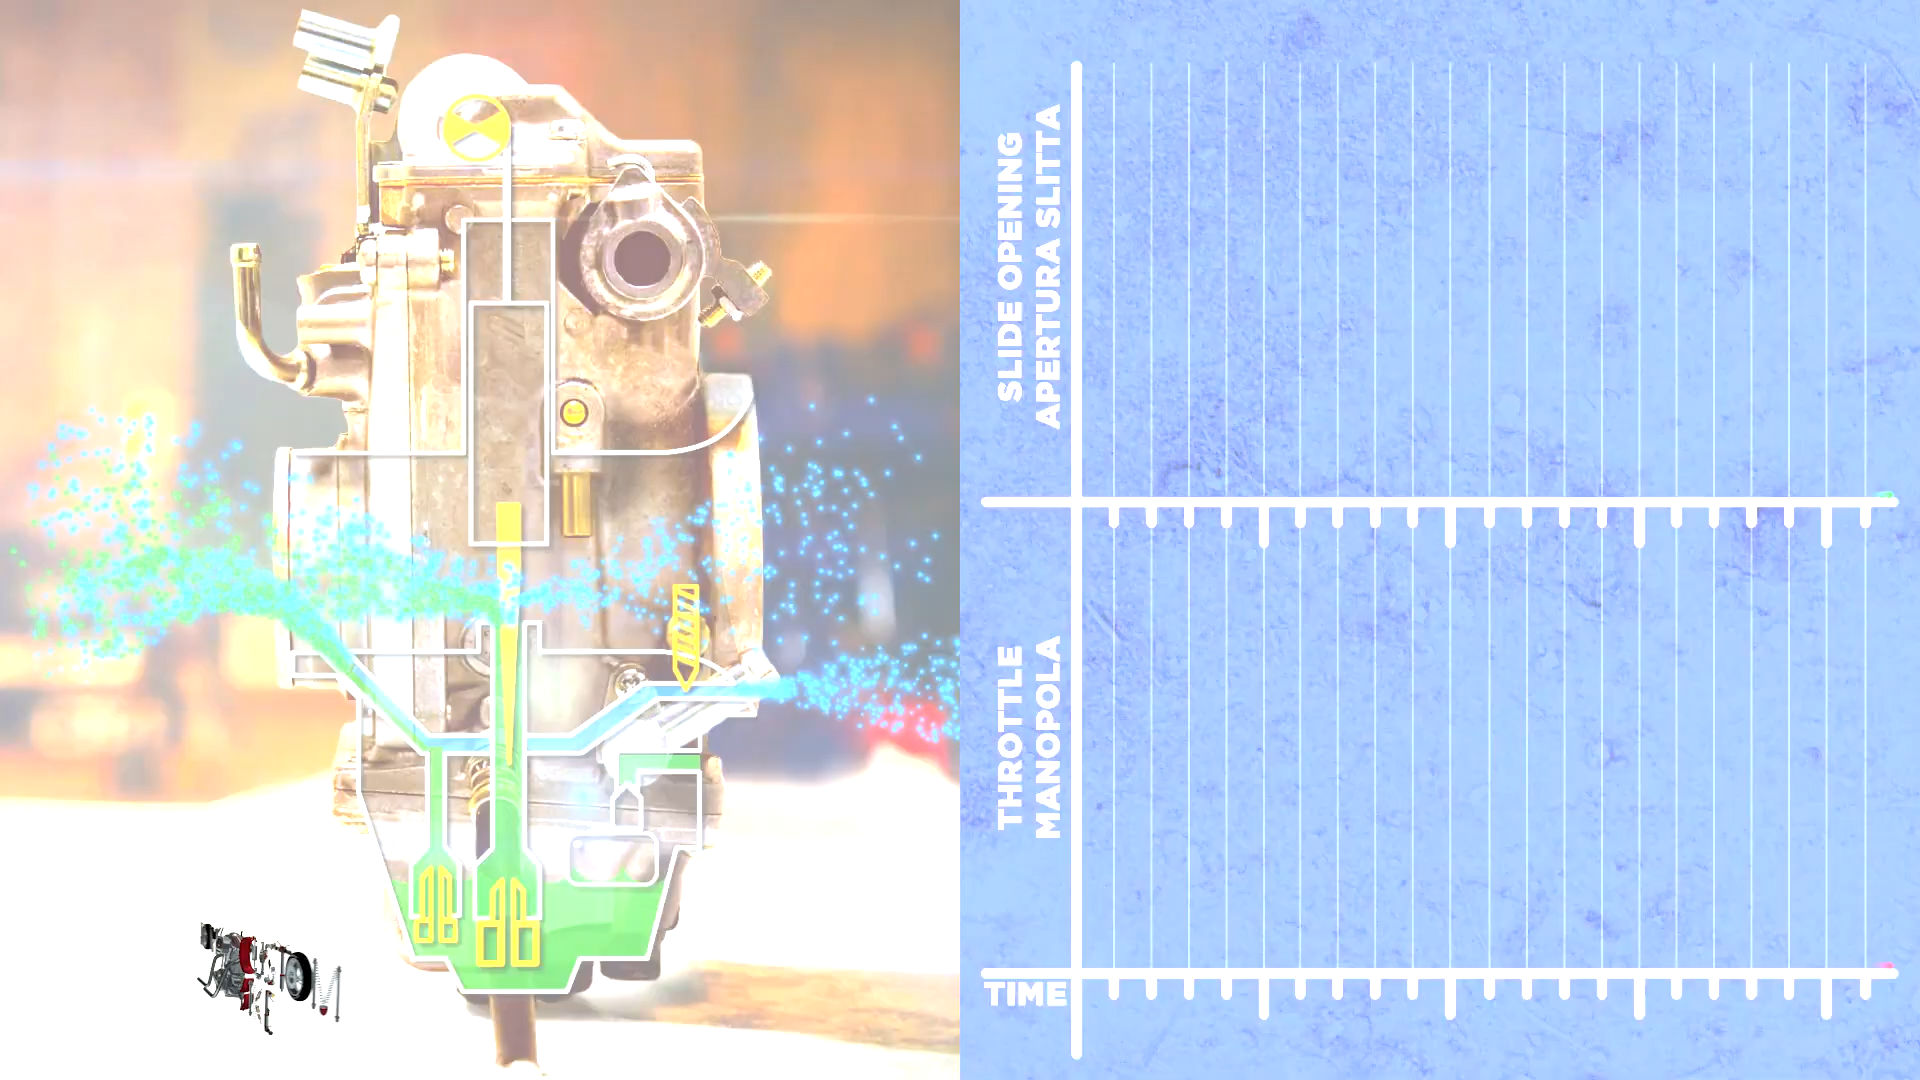 SLIDE OPENING
APERTURA SLITTA
THROTTLE
MANOPOLA
TIME